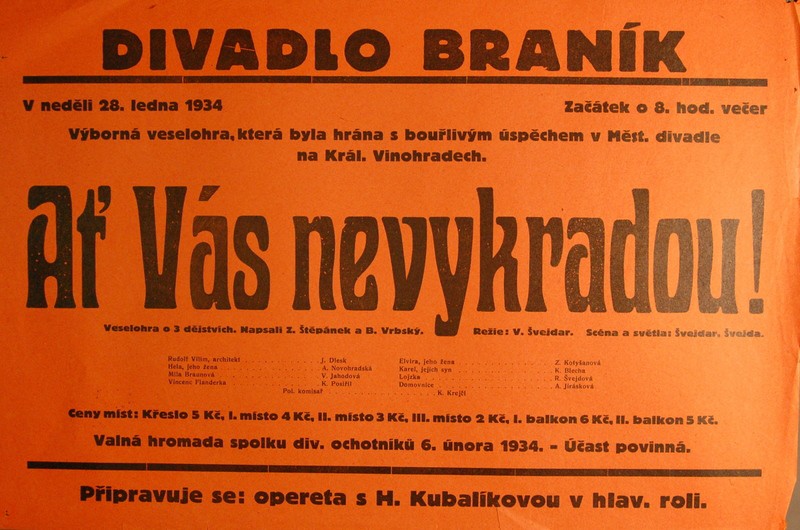 DIVADLO BRANÍK
V neděli 28. ledna 1934 Začátek o 8. hod. večer
Výborná veselohra, která byla hrána s bouřlivým úspěchem v Měst. divadle
na Král. Vinohradech.
Ať Vás nevykradou!
Veselohra o 3 dějstvích. Napsali Z. Štěpánek a B. Vrbský. Režie: V. Švejdar. Scéna a světla: Švejdar, Švejda.
Rudolf Vilím, architekt J. Dlesk Elvíra, jeho žena Z. Kotyšanová
Hela, jeho žena A. Novohradská Karel, jejich syn K. Blecha
Míla Braunová V. Jahodová Lojzka R. Švejdová
Vincenc Flanderka K. Pozifil Domovnice A. Jirásková
Pol. komisař K. Krejčí
Ceny míst: Křeslo 5 Kč, I. místo 4 Kč, II. místo 3 Kč, III. místo 2 Kč, I. balkon 6 Kč, II. balkon 5 Kč.
Valná hromada spolku div. ochotníků 6. února 1934. - Účast povinná.
Připravuje se: opereta s H. Kubalíkovou v hlav. roli.